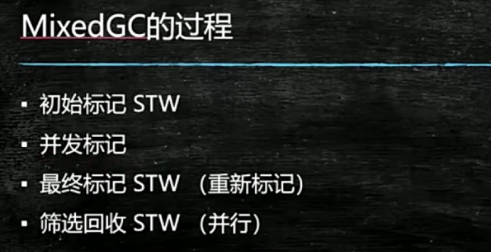 MixedGC的过程
▪ 初始标记 STW
▪ 并发标记
▪ 最终标记 STW （重新标记）
▪ 筛选回收 STW （并行）